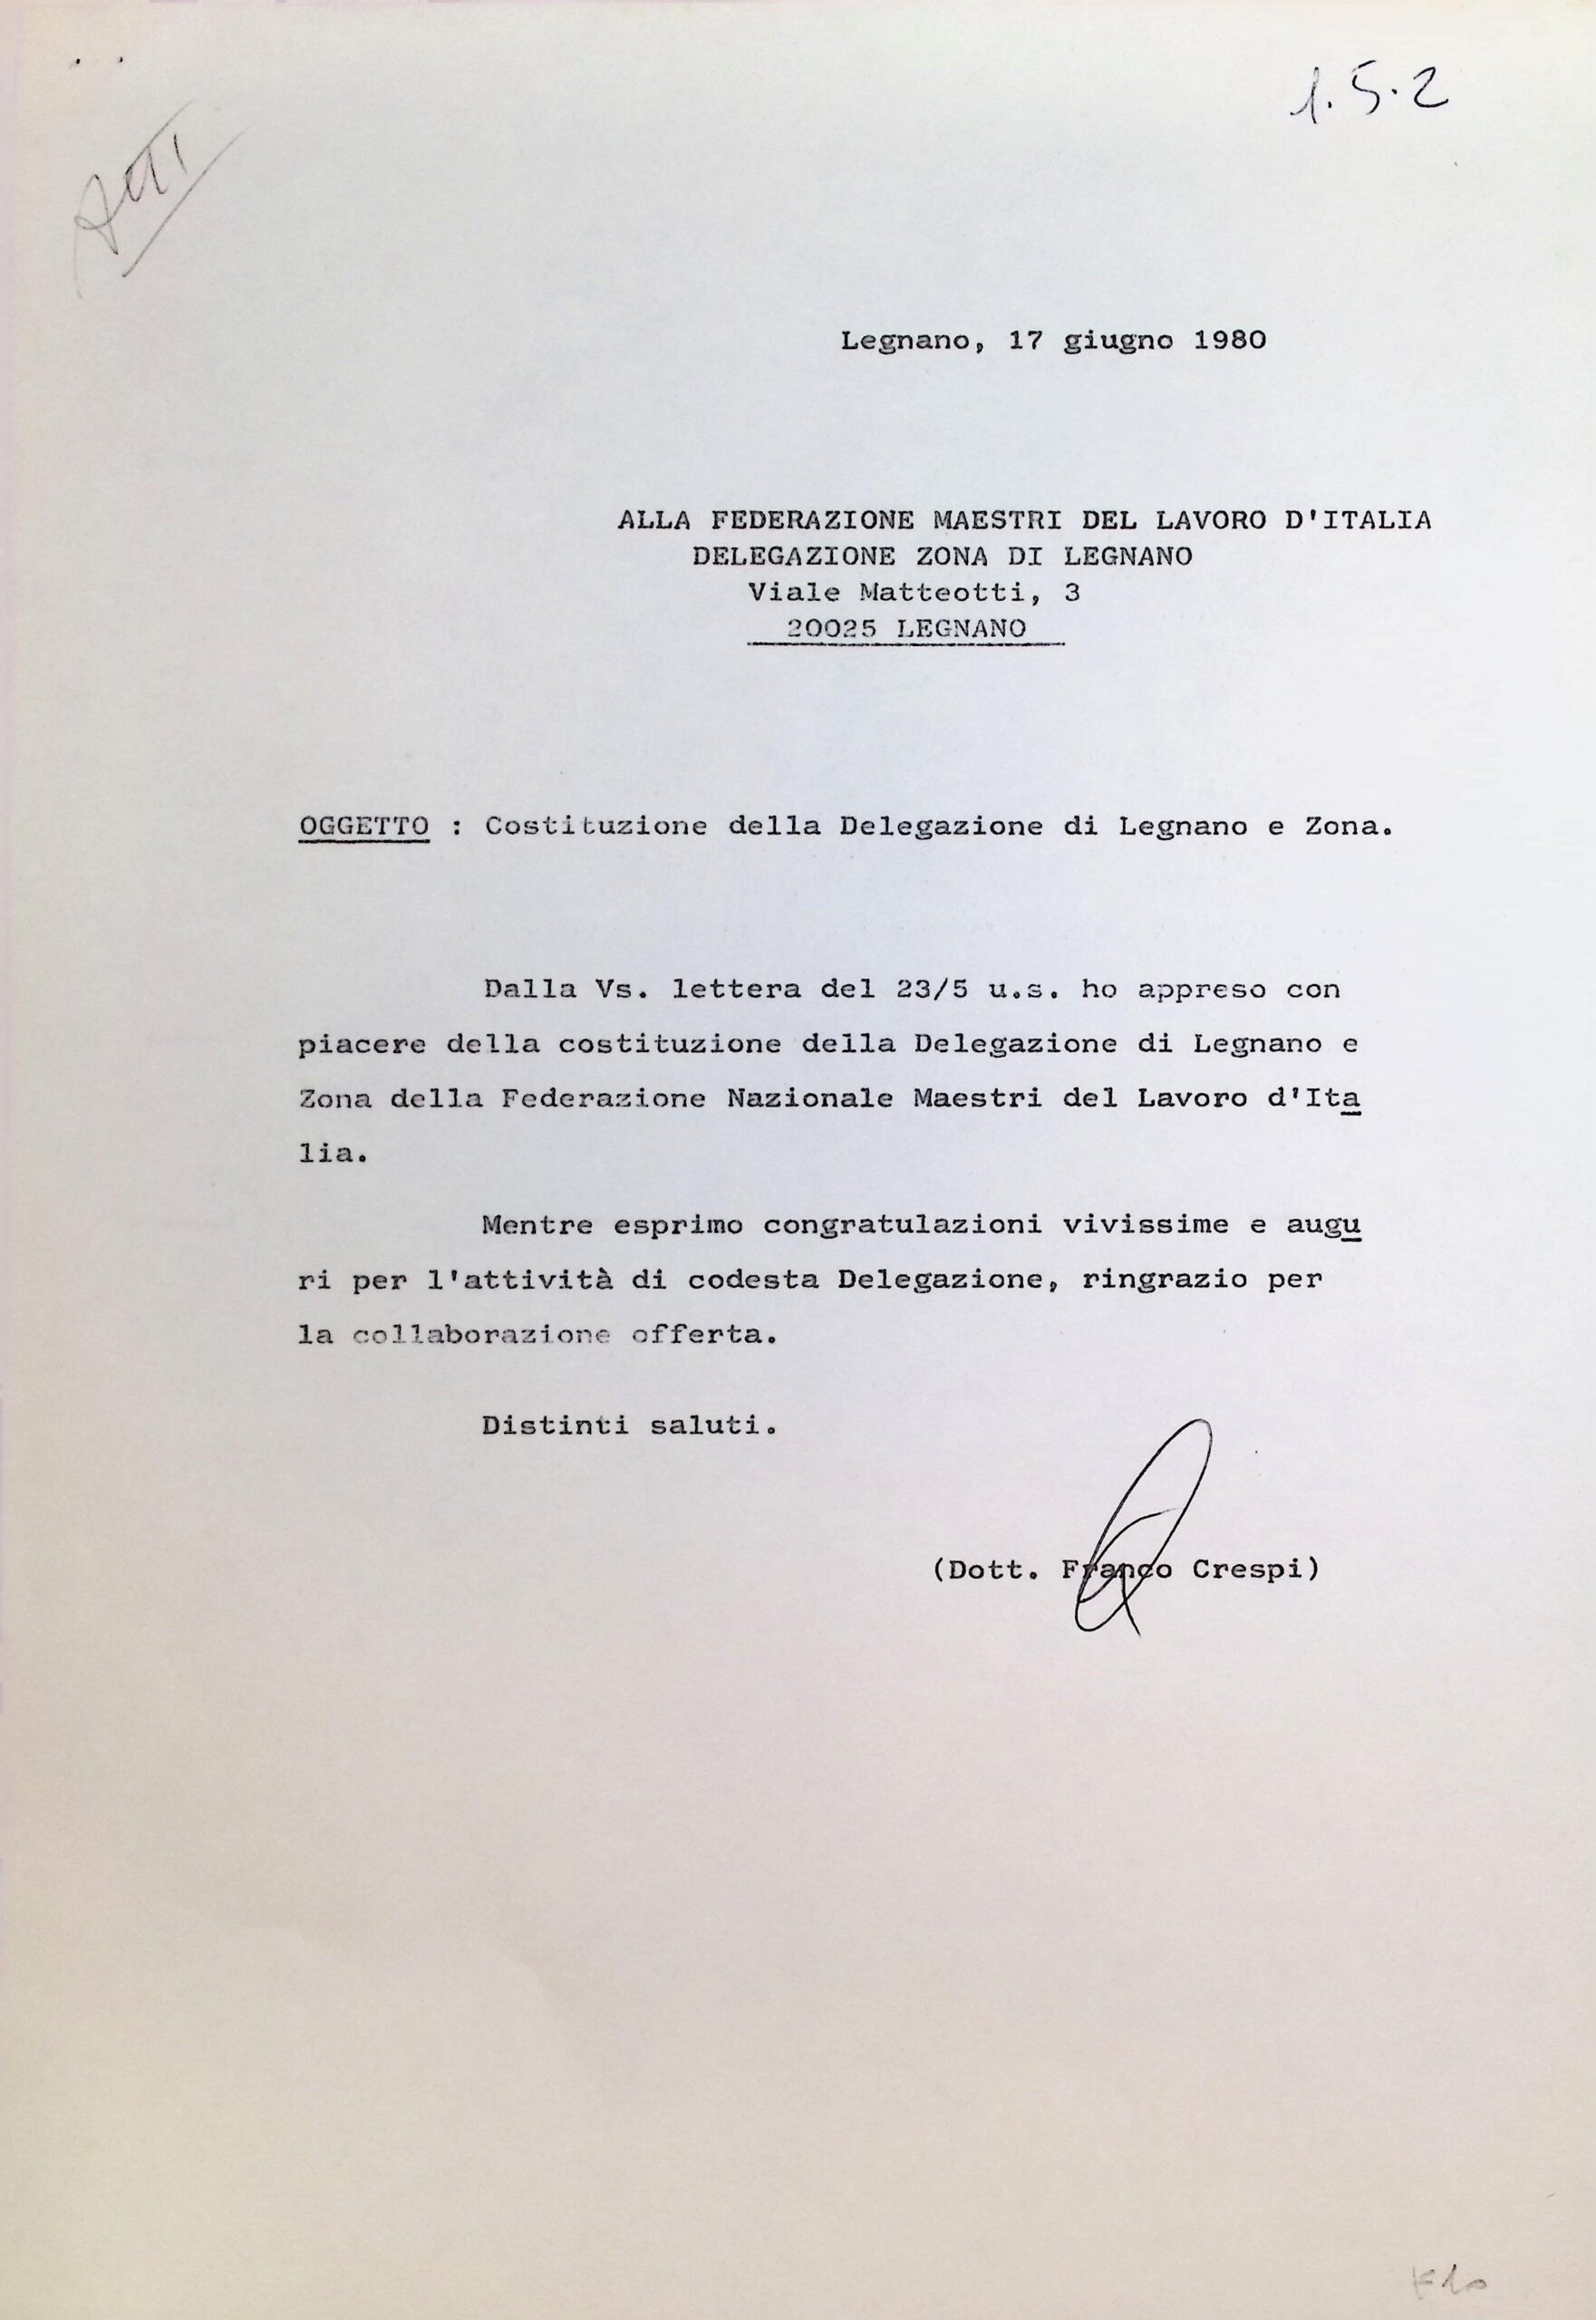 1.5.2
Atti
Legnano, 17 giugno 1980
ALLA FEDERAZIONE MAESTRI DEL LAVORO D'ITALIA
DELEGAZIONE ZONA DI LEGNANO
Viale Matteotti, 3
20025 LEGNANO
OGGETTO : Costituzione della Delegazione di Legnano e Zona.
Dalla Vs. lettera del 23/5 u.s. ho appreso con
piacere della costituzione della Delegazione di Legnano e
Zona della Federazione Nazionale Maestri del Lavoro d'Ita
lia.
Mentre esprimo congratulazioni vivissime e augu
ri per l'attività di codesta Delegazione, ringrazio per
la collaborazione offerta.
Distinti saluti.
(Dott. Franco Crespi)